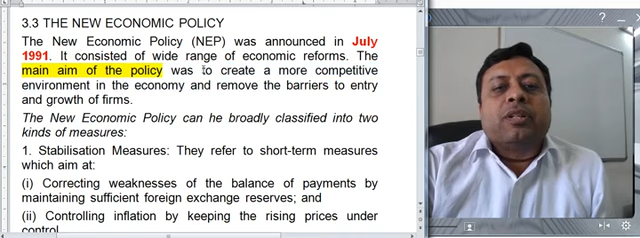 3.3 THE NEW ECONOMIC POLICY
The New Economic Policy (NEP) was announced in July
1991. It consisted of wide range of economic reforms. The
main aim of the policy was to create a more competitive
environment in the economy and remove the barriers to entry
and growth of firms.
The New Economic Policy can he broadly classified into two
kinds of measures:
1. Stabilisation Measures: They refer to short-term measures
which aim at:
(i) Correcting weaknesses of the balance of payments by
maintaining sufficient foreign exchange reserves; and
(ii) Controlling inflation by keeping the rising prices under
control